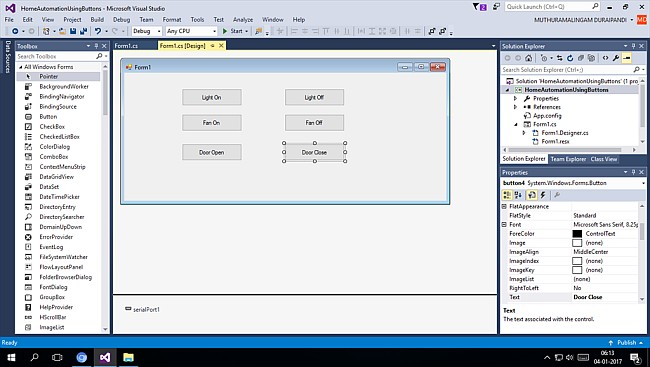 HomeAutomationUsingButtons - Microsoft Visual Studio
2
Quick Launch (Ctrl+Q)
File Edit View Project Build Debug Team Format Tools Test Analyze Window Help
MUTHURAMALINGAM DURAIPANDI
MD
Debug Any CPU Start
Data Sources
Toolbox
Search Toolbox
All Windows Forms
Pointer
BackgroundWorker
BindingNavigator
BindingSource
Button
CheckBox
CheckedListBox
ColorDialog
ComboBox
ContextMenuStrip
DataGridView
DataSet
DateTimePicker
DirectoryEntry
DirectorySearcher
DomainUpDown
ErrorProvider
EventLog
FileSystemWatcher
FlowLayoutPanel
FolderBrowserDialog
FontDialog
GroupBox
HelpProvider
HScrollBar
ImageList
Form1.cs
Form1.cs [Design]
Form1
Light On
Light Off
Fan On
Fan Off
Door Open
Door Close
serialPort1
Solution Explorer
Search Solution Explorer (Ctrl+;)
Solution 'HomeAutomationUsingButtons' (1 proj
HomeAutomationUsingButtons
Properties
References
App.config
Form1.cs
Form1.Designer.cs
Form1.resx
Solution Explorer Team Explorer Class View
Properties
button4 System.Windows.Forms.Button
FlatAppearance
FlatStyle Standard
Font Microsoft Sans Serif, 8.25p
ForeColor ControlText
Image (none)
ImageAlign MiddleCenter
ImageIndex (none)
ImageKey (none)
ImageList (none)
RightToLeft No
Text Door Close
Text
The text associated with the control.
Ready
Publish
06:13
04-01-2017